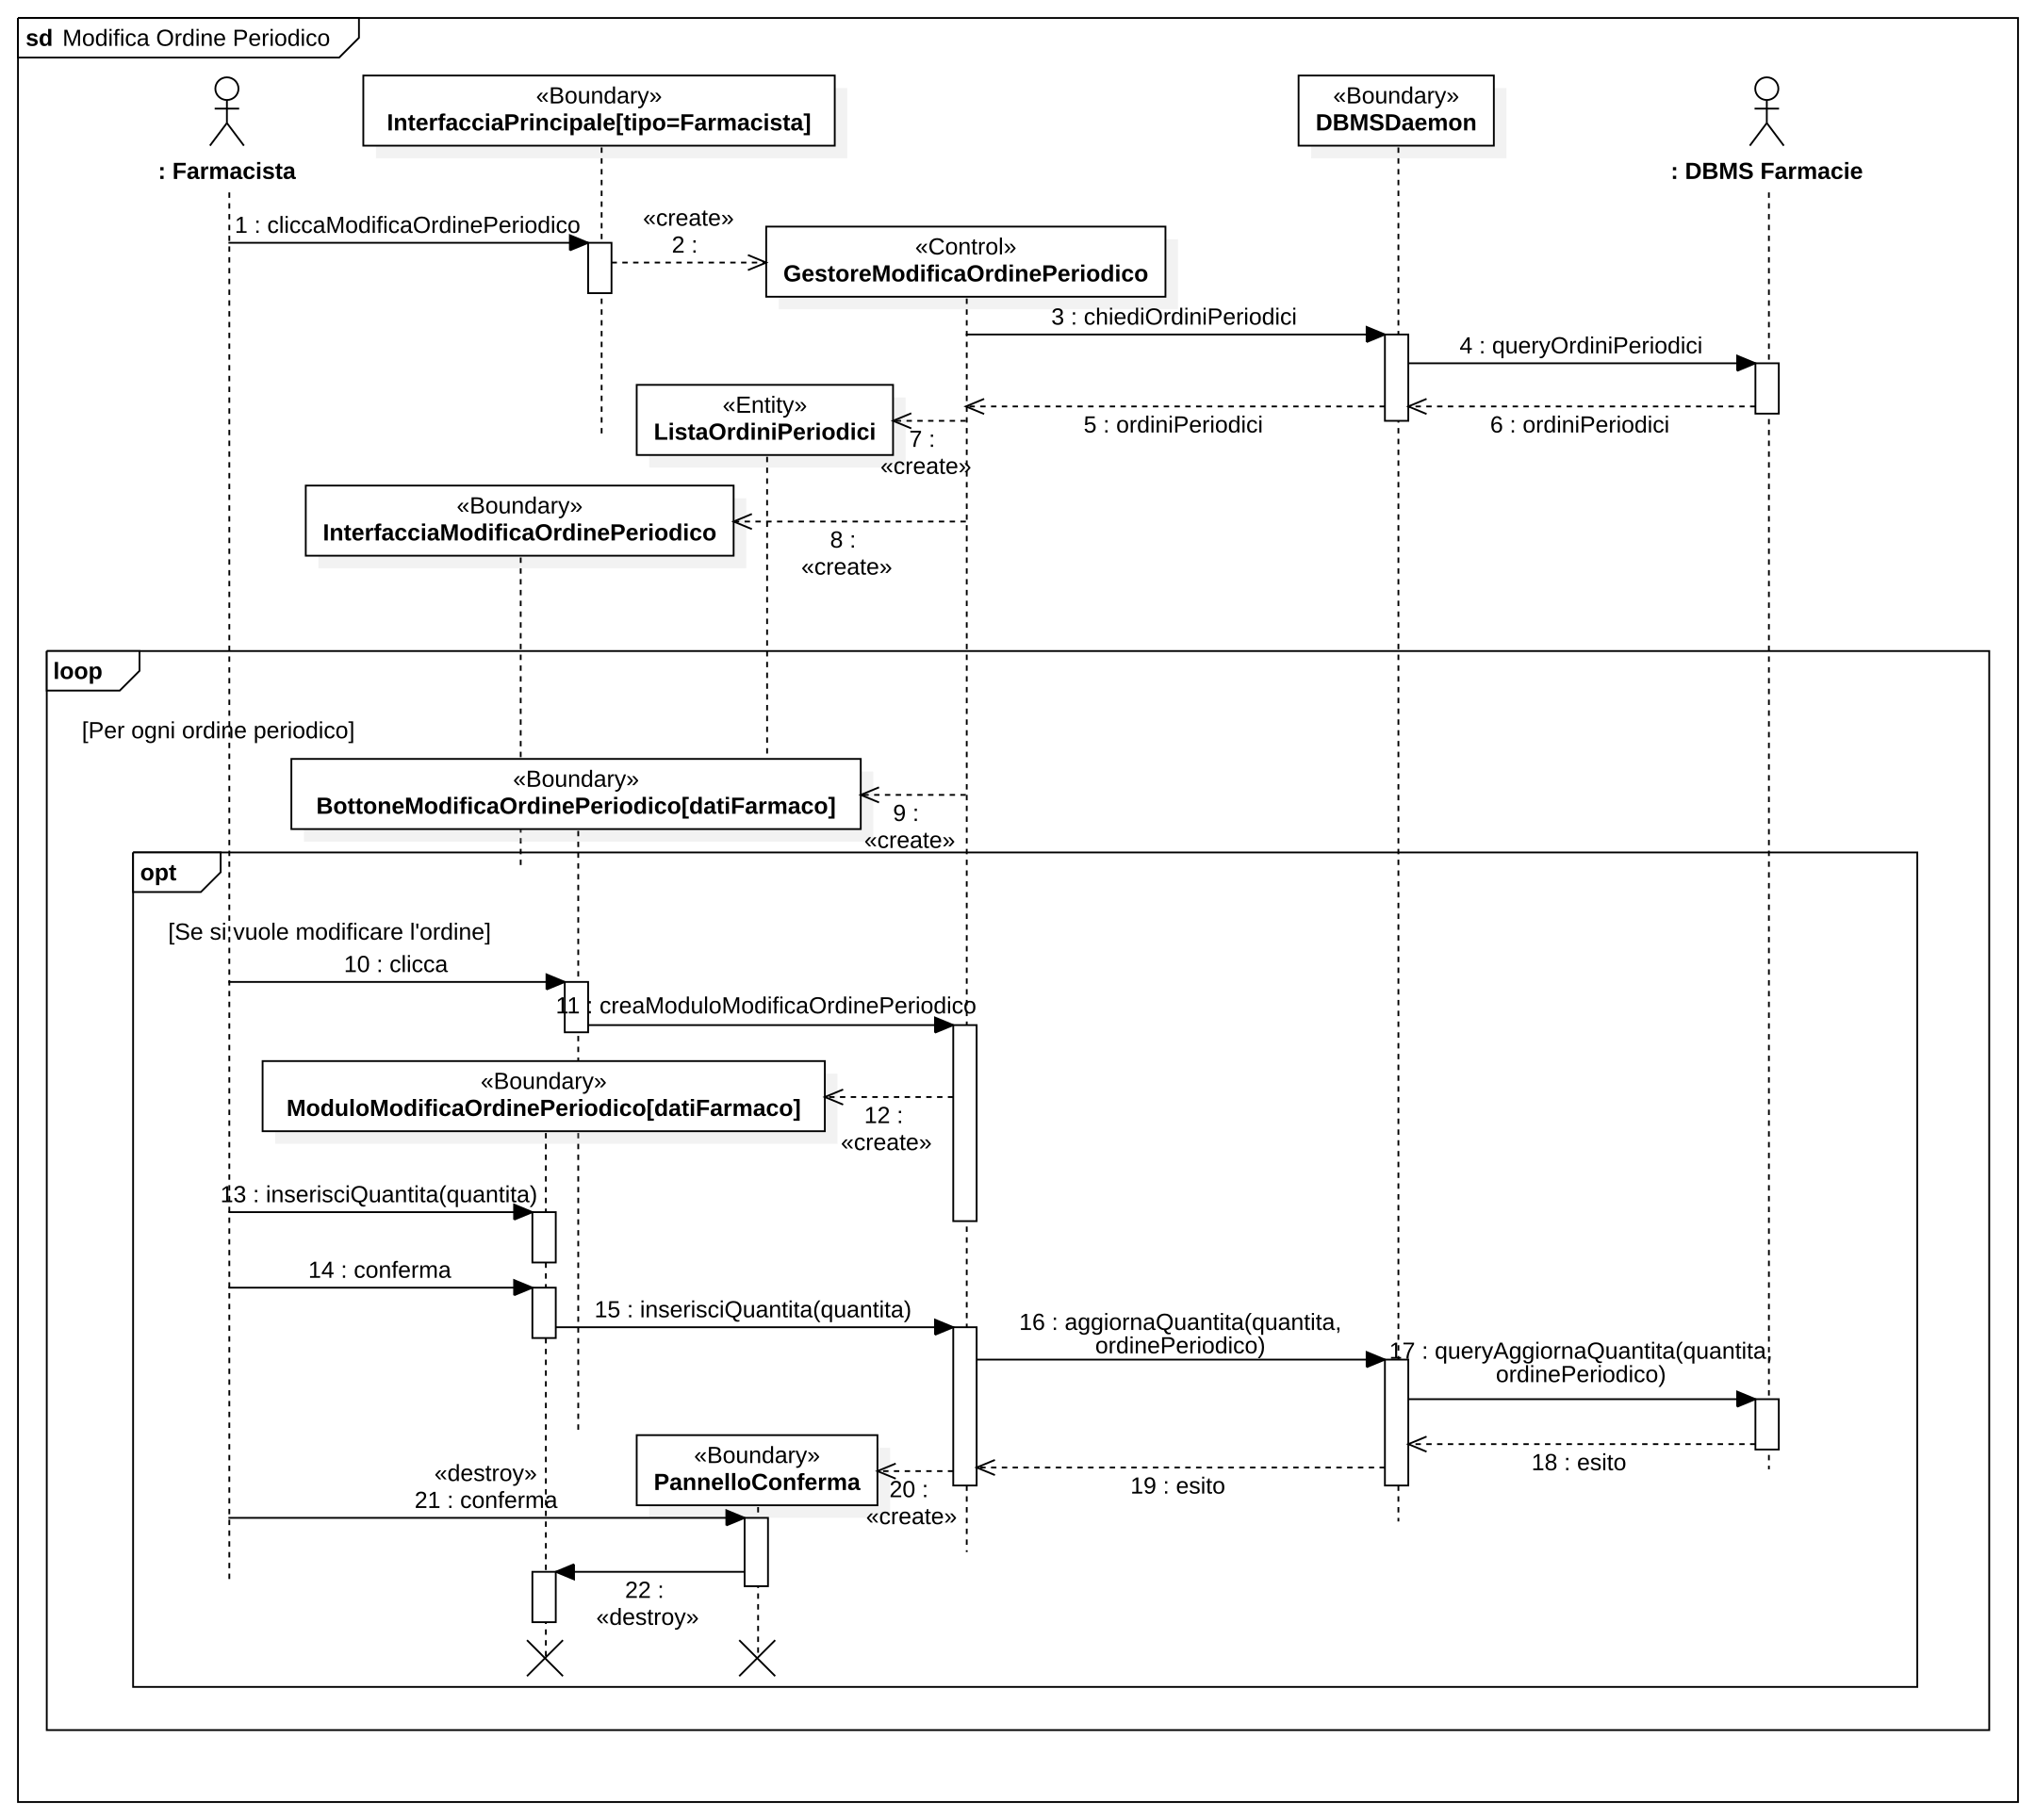 sd Modifica Ordine Periodico
«Boundary»
InterfacciaPrincipale[tipo=Farmacista]
«Boundary»
DBMSDaemon
: Farmacista
: DBMS Farmacie
1 : cliccaModificaOrdinePeriodico
«create»
2 :
«Control»
GestoreModificaOrdinePeriodico
3 : chiediOrdiniPeriodici
4 : queryOrdiniPeriodici
«Entity»
ListaOrdiniPeriodici
7 :
«create»
5 : ordiniPeriodici
6 : ordiniPeriodici
«Boundary»
InterfacciaModificaOrdinePeriodico
8 :
«create»
loop
[Per ogni ordine periodico]
«Boundary»
BottoneModificaOrdinePeriodico[datiFarmaco]
9 :
«create»
opt
[Se si vuole modificare l'ordine]
10 : clicca
11 : creaModuloModificaOrdinePeriodico
«Boundary»
ModuloModificaOrdinePeriodico[datiFarmaco]
12 :
«create»
13 : inserisciQuantita(quantita)
14 : conferma
15 : inserisciQuantita(quantita)
16 : aggiornaQuantita(quantita,
ordinePeriodico)
17 : queryAggiornaQuantita(quantita,
ordinePeriodico)
«Boundary»
PannelloConferma
18 : esito
19 : esito
20 :
«create»
«destroy»
21 : conferma
22 :
«destroy»